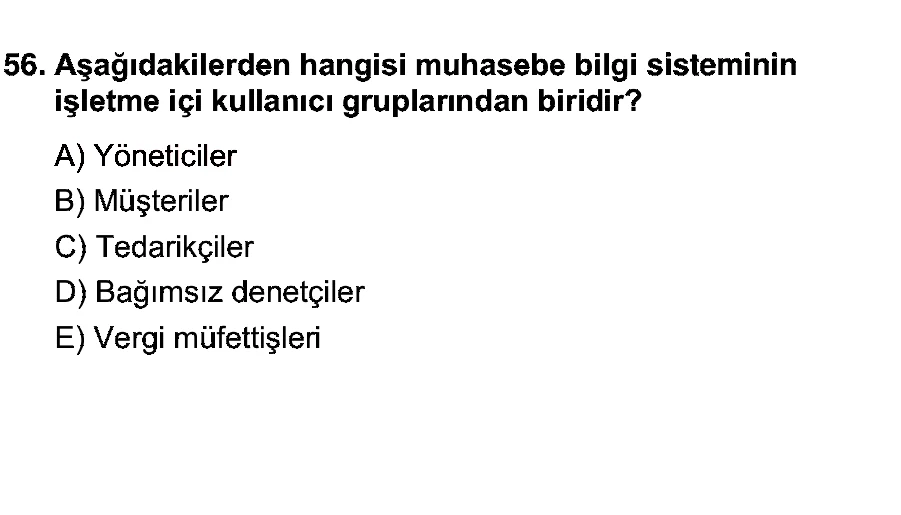 56. Aşağıdakilerden hangisi muhasebe bilgi sisteminin
işletme içi kullanıcı gruplarından biridir?
A) Yöneticiler
B) Müşteriler
C) Tedarikçiler
D) Bağımsız denetçiler
E) Vergi müfettişleri